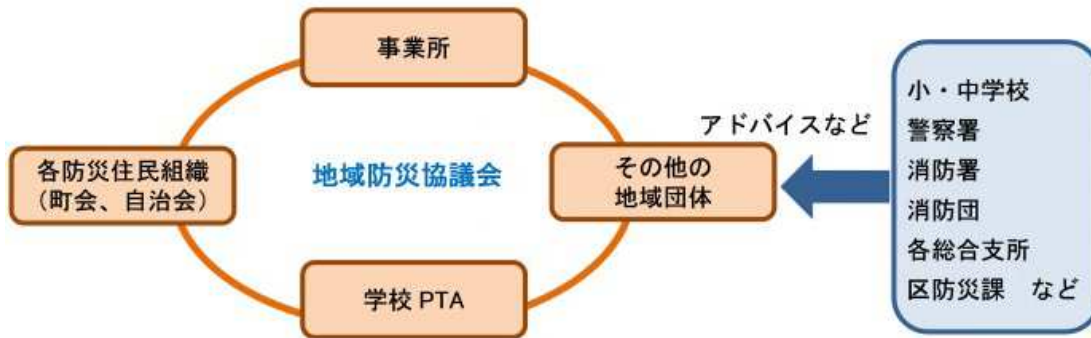 事業所
各防災住民組織
（町会、自治会）
地域防災協議会
その他の
地域団体
学校 PTA
アドバイスなど
小・中学校
警察署
消防署
消防団
各総合支所
区防災課　など